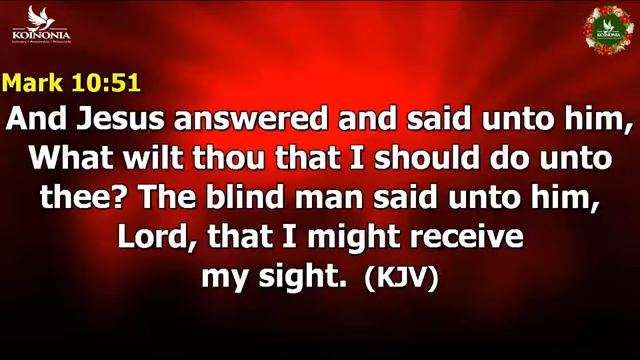 KOINONIA
KOINONIA
Mark 10:51
And Jesus answered and said unto him,
What wilt thou that I should do unto
thee? The blind man said unto him,
Lord, that I might receive
my sight. (KJV)